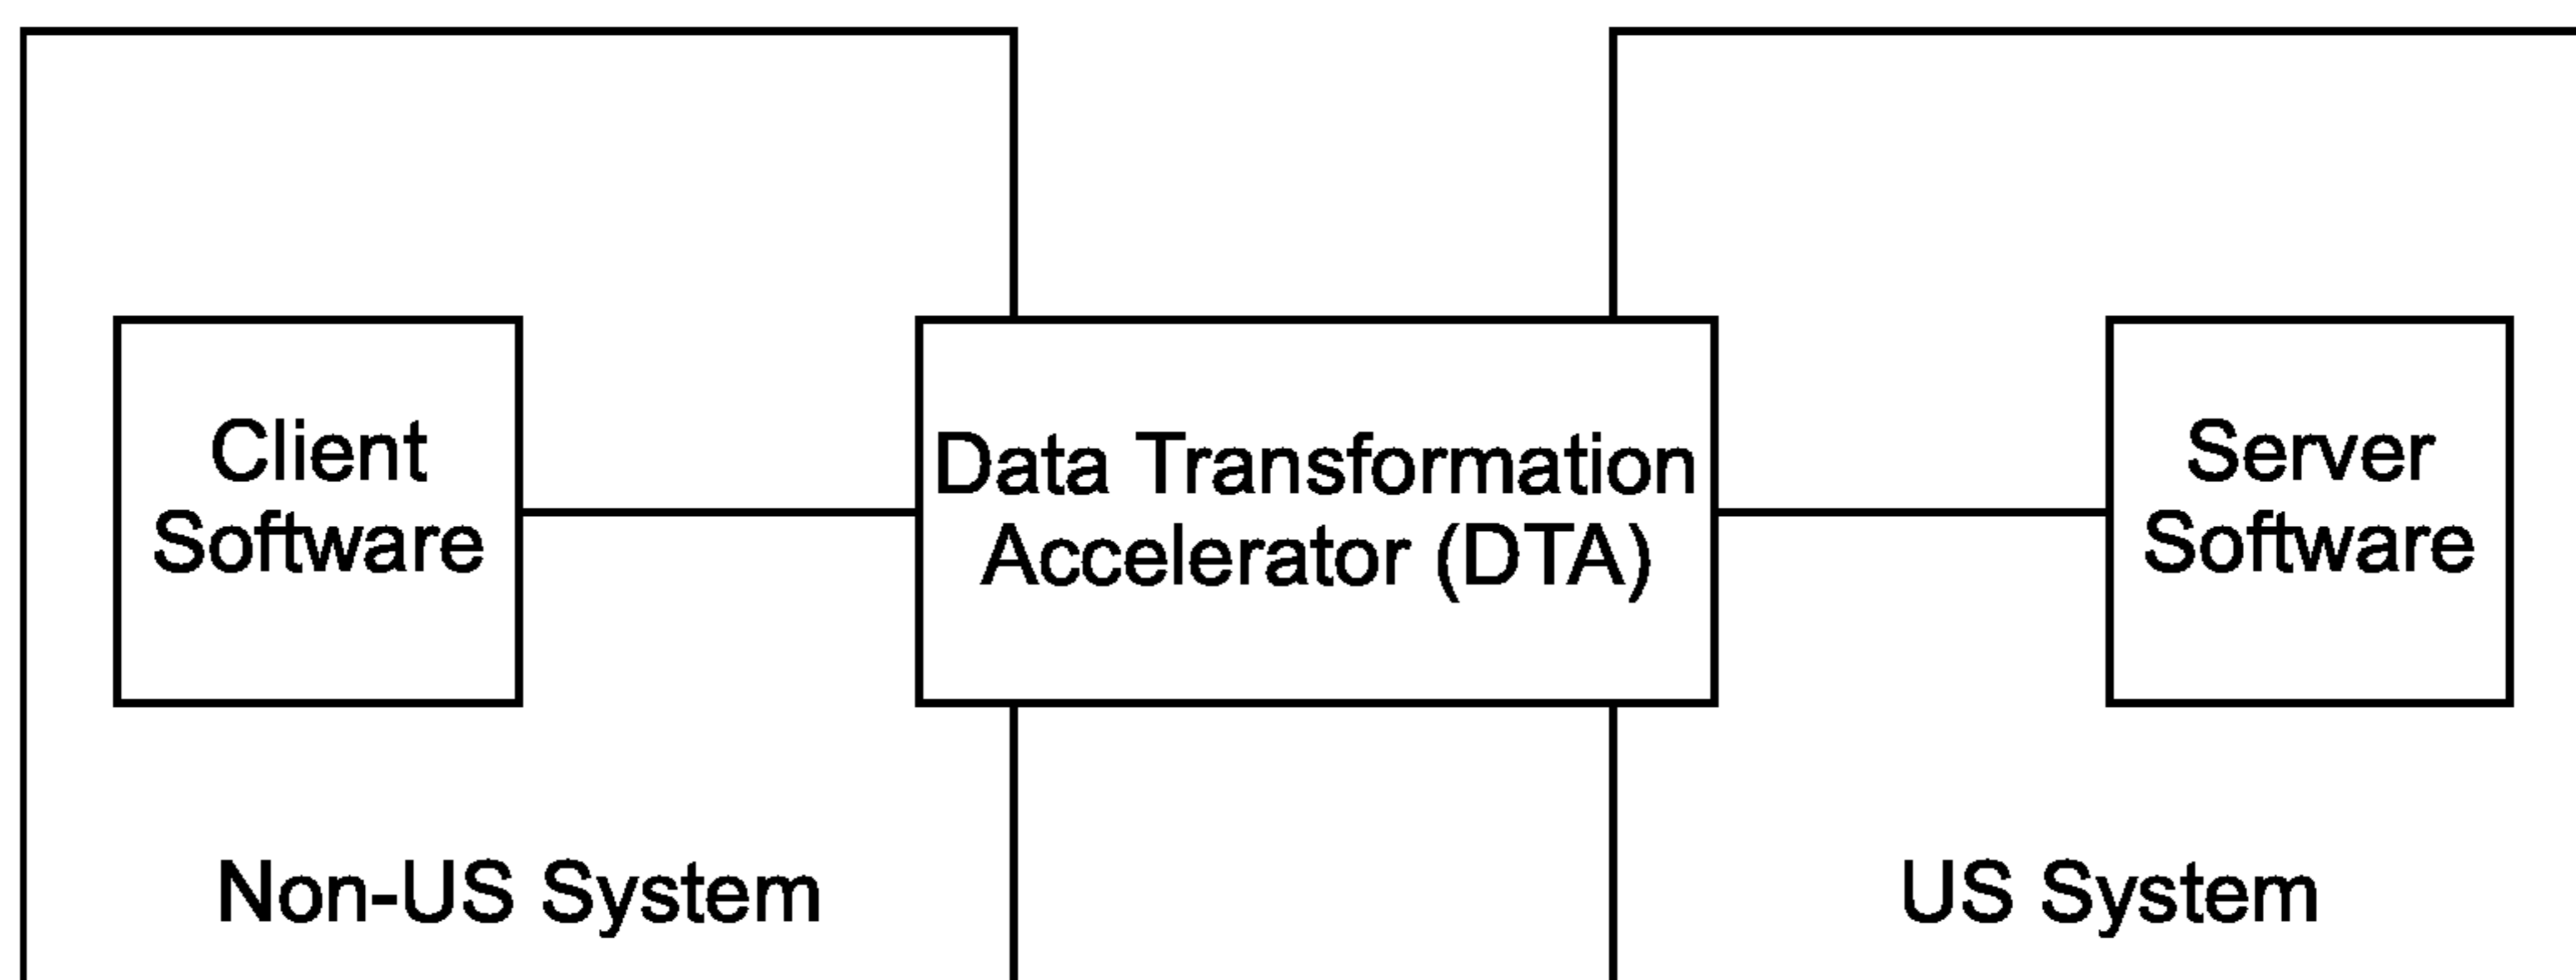 Client
Software
Data Transformation
Accelerator (DTA)
Server
Software
Non-US System
US System